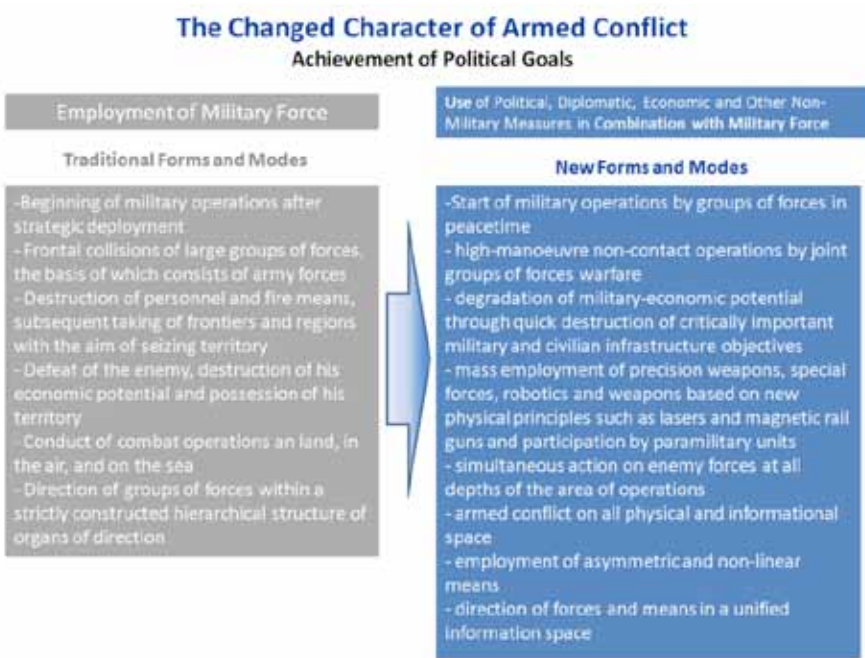 The Changed Character of Armed Conflict
Achievement of Political Goals
Employment of Military Force
Traditional Forms and Modes
-Beginning of military operations after
strategic deployment
- Frontal collisions of large groups of forces,
the basis of which consists of army forces
- Destruction of personnel and fire means,
subsequent taking of frontiers and regions
with the aim of seizing territory
- Defeat of the enemy, destruction of his
economic potential and possession of his
territory
- Conduct of combat operations an land, in
the air, and on the sea
- Direction of groups of forces within a
strictly constructed hierarchical structure of
organs of direction
Use of Political, Diplomatic, Economic and Other Non-
Military Measures in Combination with Military Force
New Forms and Modes
-Start of military operations by groups of forces in
peacetime
- high-manoeuvre non-contact operations by joint
groups of forces warfare
- degradation of military-economic potential
through quick destruction of critically important
military and civilian infrastructure objectives
- mass employment of precision weapons, special
forces, robotics and weapons based on new
physical principles such as lasers and magnetic rail
guns and participation by paramilitary units
- simultaneous action on enemy forces at all
depths of the area of operations
- armed conflict on all physical and informational
space
- employment of asymmetric and non-linear
means
- direction of forces and means in a unified
information space